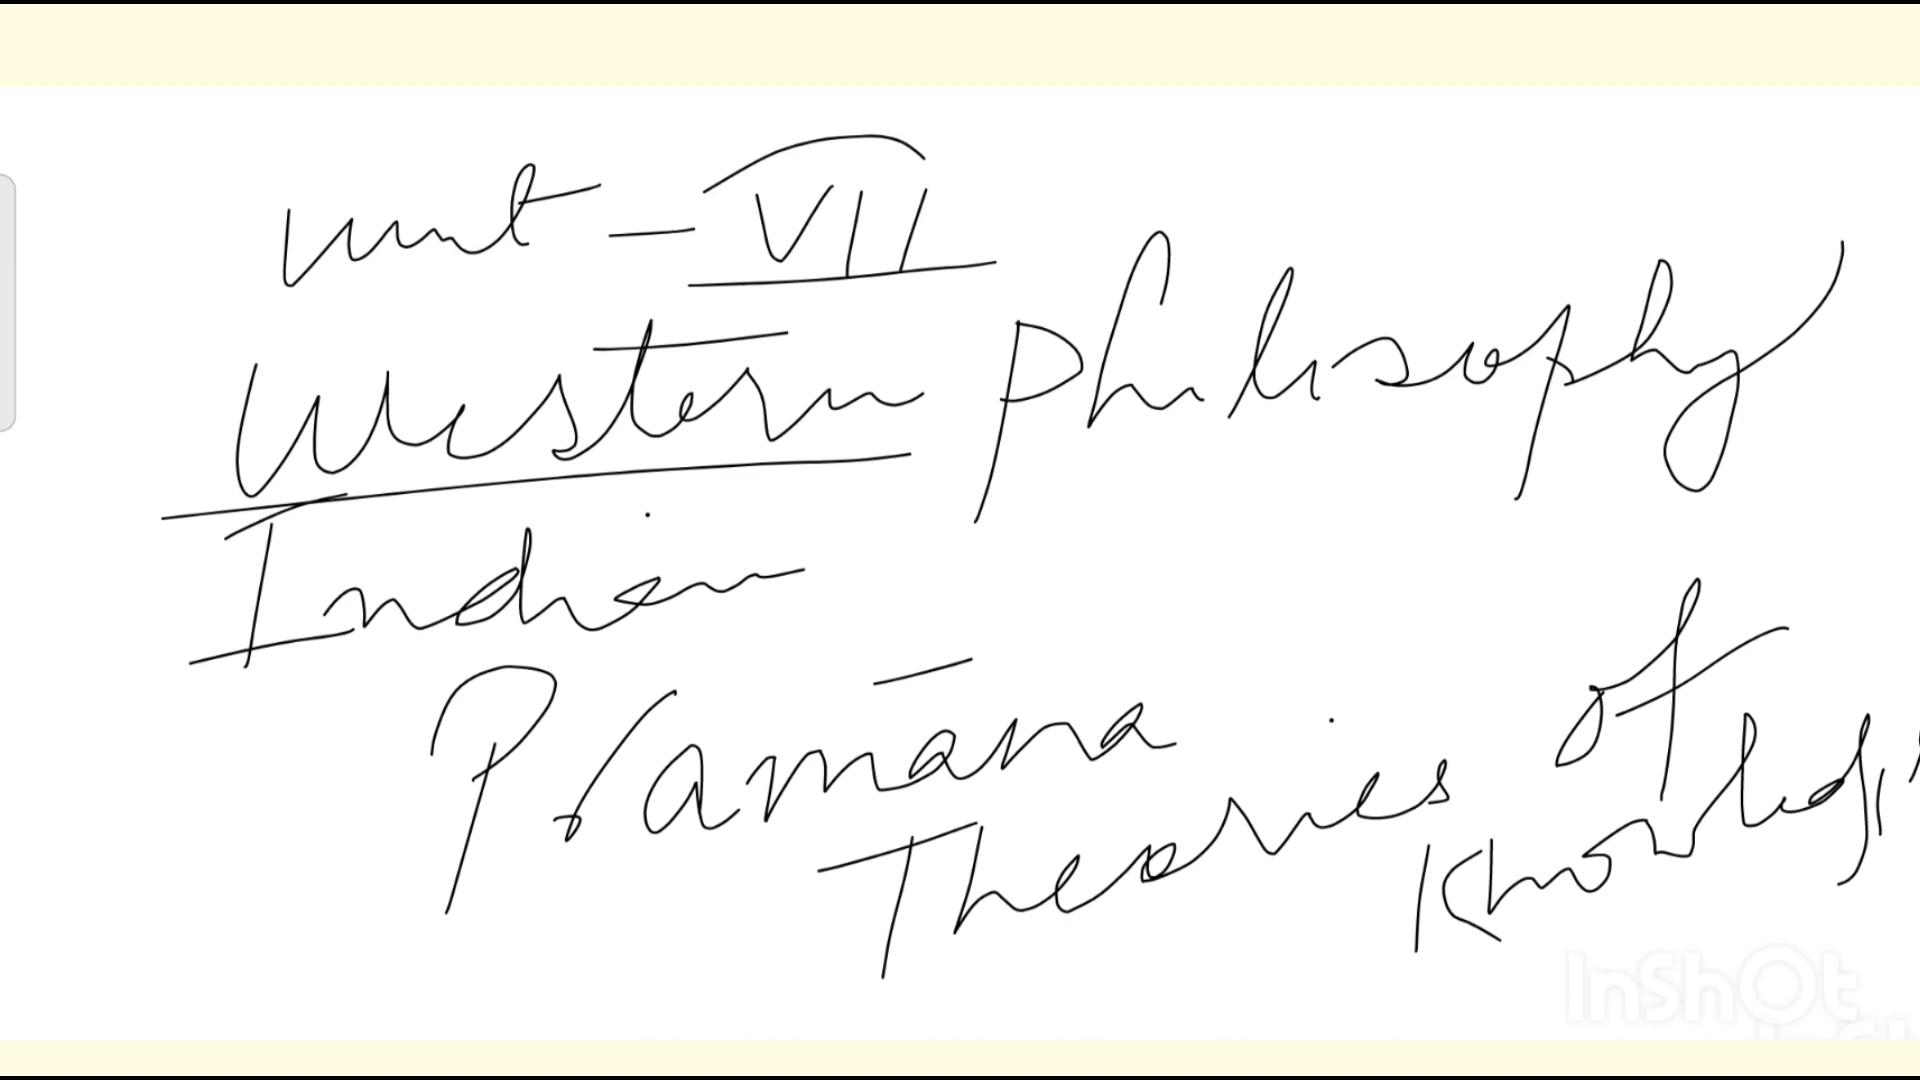 Unit - VII
Western Philosophy
Indian
Pramāna
Theories of
Knowledge
InShOt